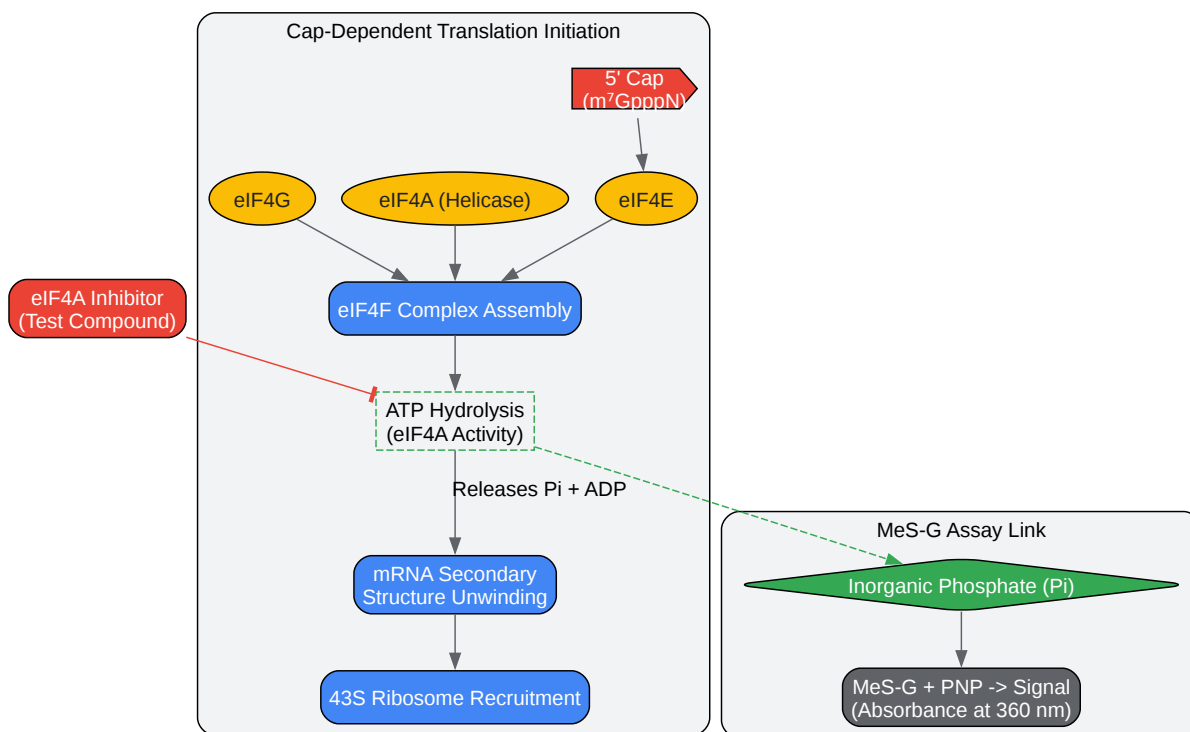 Cap-Dependent Translation Initiation
5' Cap
(m⁷GpppN)
eIF4G
eIF4A (Helicase)
eIF4E
eIF4A Inhibitor
(Test Compound)
eIF4F Complex Assembly
ATP Hydrolysis
(eIF4A Activity)
Releases Pi + ADP
mRNA Secondary
Structure Unwinding
43S Ribosome Recruitment
MeS-G Assay Link
Inorganic Phosphate (Pi)
MeS-G + PNP -> Signal
(Absorbance at 360 nm)